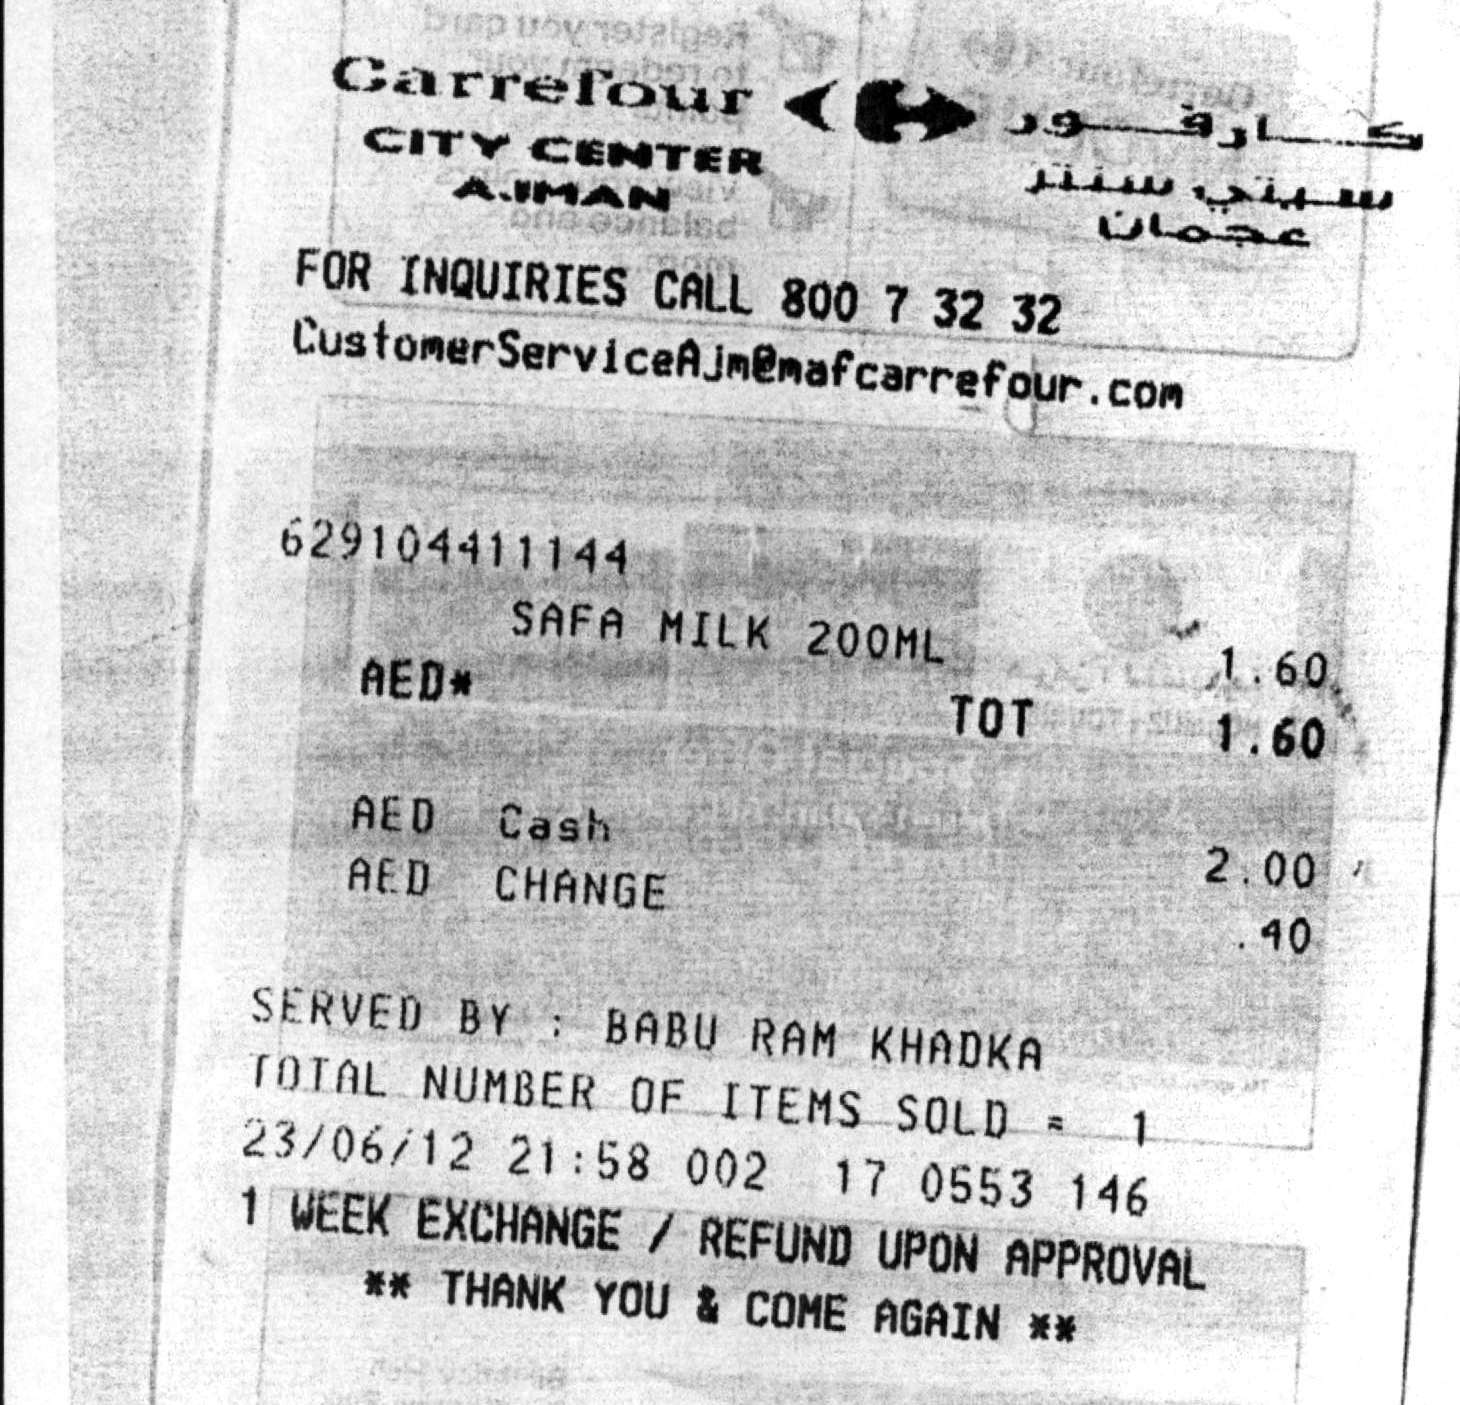 Carrefour كارفور
CITY CENTER سيتي سنتر
AJMAN عجمان
FOR INQUIRIES CALL 800 7 32 32
CustomerServiceAjm@mafcarrefour.com
629104411144
SAFA MILK 200ML 1.60
AED* TOT 1.60
AED Cash 2.00
AED CHANGE .40
SERVED BY : BABU RAM KHADKA
TOTAL NUMBER OF ITEMS SOLD = 1
23/06/12 21:58 002 17 0553 146
1 WEEK EXCHANGE / REFUND UPON APPROVAL
** THANK YOU & COME AGAIN **